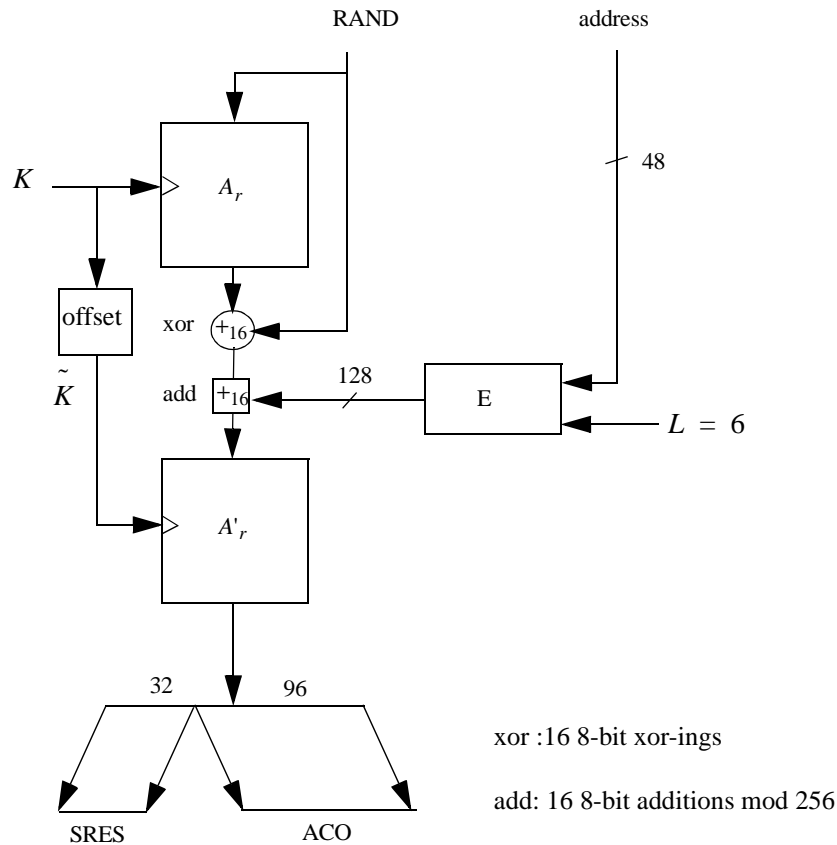 RAND
address
48
K
A_r
offset
xor
+16
K̃
add
+16
128
E
L = 6
A'_r
32
96
xor :16 8-bit xor-ings
add: 16 8-bit additions mod 256
SRES
ACO